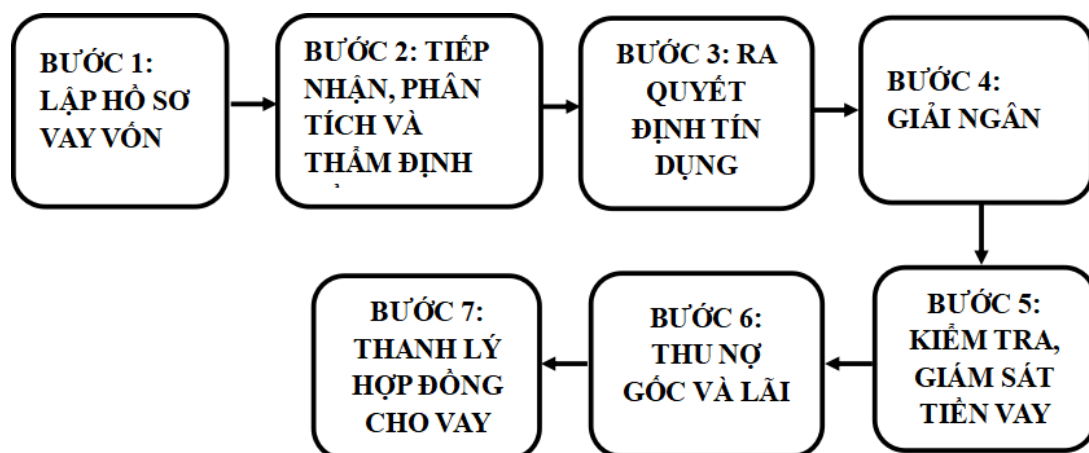 BƯỚC 1:
LẬP HỒ SƠ
VAY VỐN
BƯỚC 2: TIẾP
NHẬN, PHÂN
TÍCH VÀ
THẨM ĐỊNH
BƯỚC 3: RA
QUYẾT
ĐỊNH TÍN
DỤNG
BƯỚC 4:
GIẢI NGÂN
BƯỚC 5:
KIỂM TRA,
GIÁM SÁT
TIỀN VAY
BƯỚC 6:
THU NỢ
GỐC VÀ LÃI
BƯỚC 7:
THANH LÝ
HỢP ĐỒNG
CHO VAY